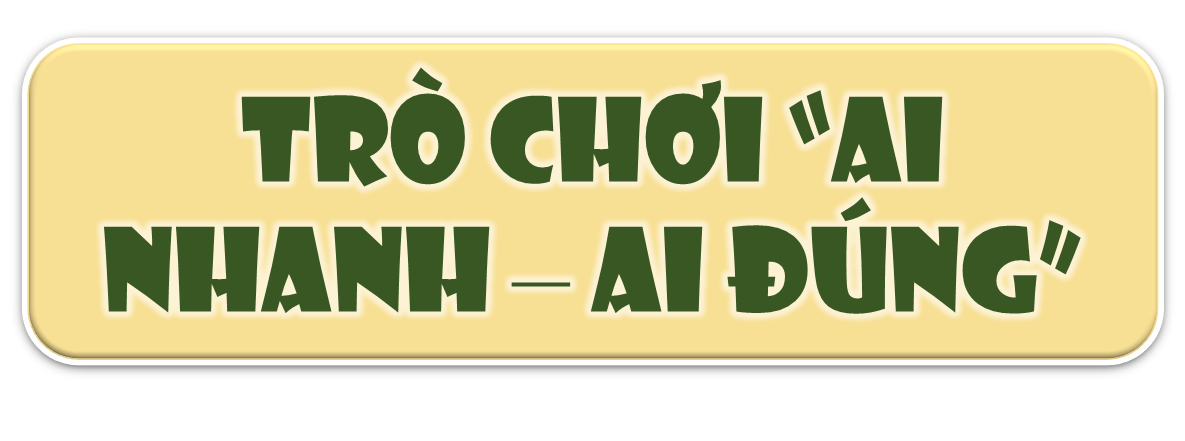 TRÒ CHƠI “AI
NHANH – AI ĐÚNG”